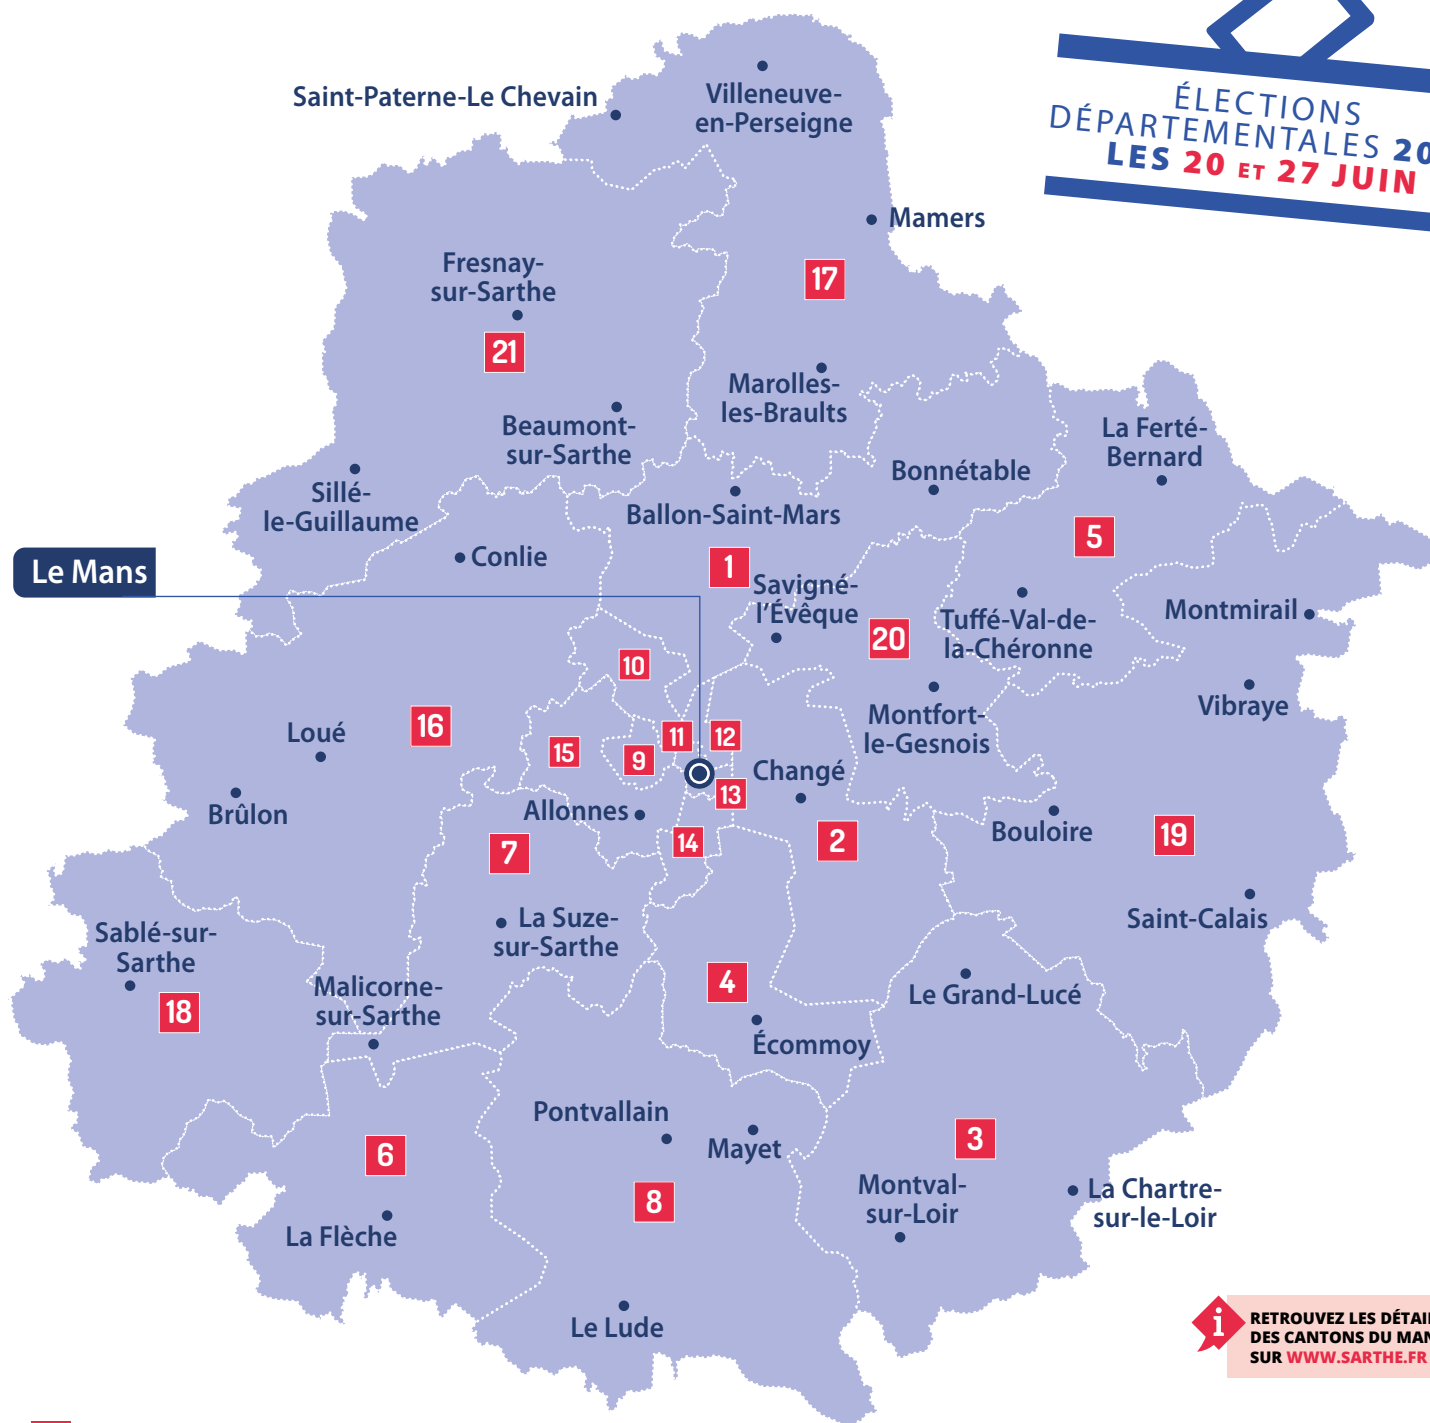 ÉLECTIONS
DÉPARTEMENTALES 20
LES 20 ET 27 JUIN
Saint-Paterne-Le Chevain
Villeneuve-
en-Perseigne
Mamers
17
Fresnay-
sur-Sarthe
21
Marolles-
les-Braults
Beaumont-
sur-Sarthe
La Ferté-
Bernard
Bonnétable
Sillé-
le-Guillaume
Ballon-Saint-Mars
5
Conlie
1
Le Mans
Savigné-
l'Évêque
20
Tuffé-Val-de-
la-Chéronne
Montmirail
10
Vibraye
Montfort-
le-Gesnois
Loué
16
15
9
11
12
Changé
13
Brûlon
Allonnes
14
2
Bouloire
19
7
La Suze-
sur-Sarthe
Saint-Calais
Sablé-sur-
Sarthe
18
Malicorne-
sur-Sarthe
4
Le Grand-Lucé
Écommoy
Pontvallain
Mayet
3
6
8
Montval-
sur-Loir
La Chartre-
sur-le-Loir
La Flèche
Le Lude
i
RETROUVEZ LES DÉTAI
DES CANTONS DU MAN
SUR WWW.SARTHE.FR